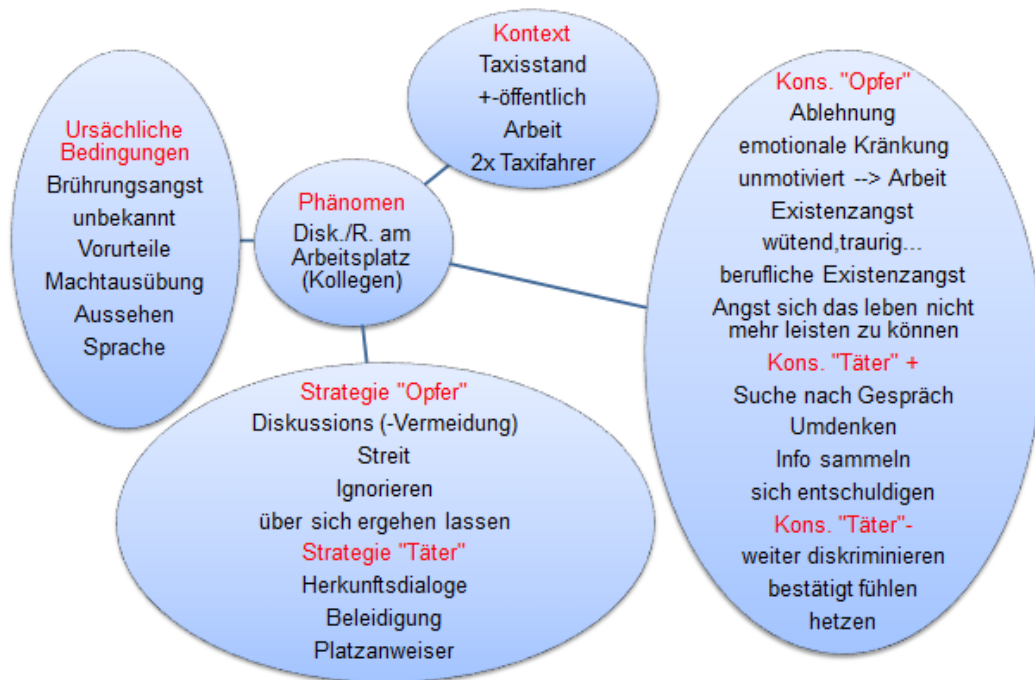 Kontext
Taxisstand
+-öffentlich
Arbeit
2x Taxifahrer
Ursächliche
Bedingungen
Brührungsangst
unbekannt
Vorurteile
Machtausübung
Aussehen
Sprache
Phänomen
Disk./R. am
Arbeitsplatz
(Kollegen)
Kons. "Opfer"
Ablehnung
emotionale Kränkung
unmotiviert --> Arbeit
Existenzangst
wütend,traurig...
berufliche Existenzangst
Angst sich das leben nicht
mehr leisten zu können
Kons. "Täter" +
Suche nach Gespräch
Umdenken
Info sammeln
sich entschuldigen
Kons. "Täter"-
weiter diskriminieren
bestätigt fühlen
hetzen
Strategie "Opfer"
Diskussions (-Vermeidung)
Streit
Ignorieren
über sich ergehen lassen
Strategie "Täter"
Herkunftsdialoge
Beleidigung
Platzanweiser